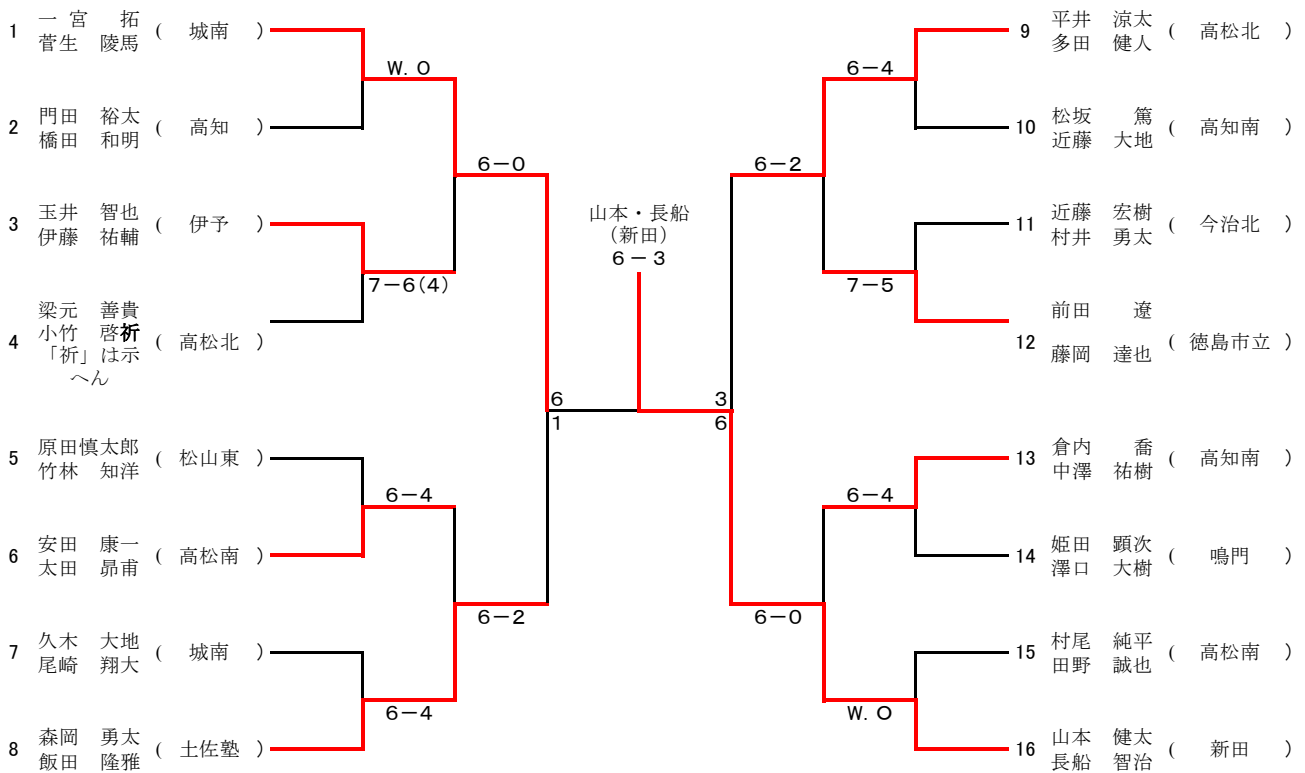 1 一宮 拓 ( 城南 )
菅生 陵馬
W.O
2 門田 裕太 ( 高知 )
橋田 和明
6-0
3 玉井 智也 ( 伊予 )
伊藤 祐輔
7-6(4)
4 梁元 善貴 ( 高松北 )
小竹 啓祈
「祈」は示
へん
6
1
5 原田慎太郎 ( 松山東 )
竹林 知洋
6-4
6 安田 康一 ( 高松南 )
太田 昴甫
6-2
7 久木 大地 ( 城南 )
尾崎 翔大
6-4
8 森岡 勇太 ( 土佐塾 )
飯田 隆雅
山本・長船
(新田)
6-3
9 平井 涼太 ( 高松北 )
多田 健人
6-4
10 松坂 篤 ( 高知南 )
近藤 大地
6-2
11 近藤 宏樹 ( 今治北 )
村井 勇太
7-5
12 前田 遼 ( 徳島市立 )
藤岡 達也
3
6
13 倉内 喬 ( 高知南 )
中澤 祐樹
6-4
14 姫田 顕次 ( 鳴門 )
澤口 大樹
6-0
15 村尾 純平 ( 高松南 )
田野 誠也
W.O
16 山本 健太 ( 新田 )
長船 智治